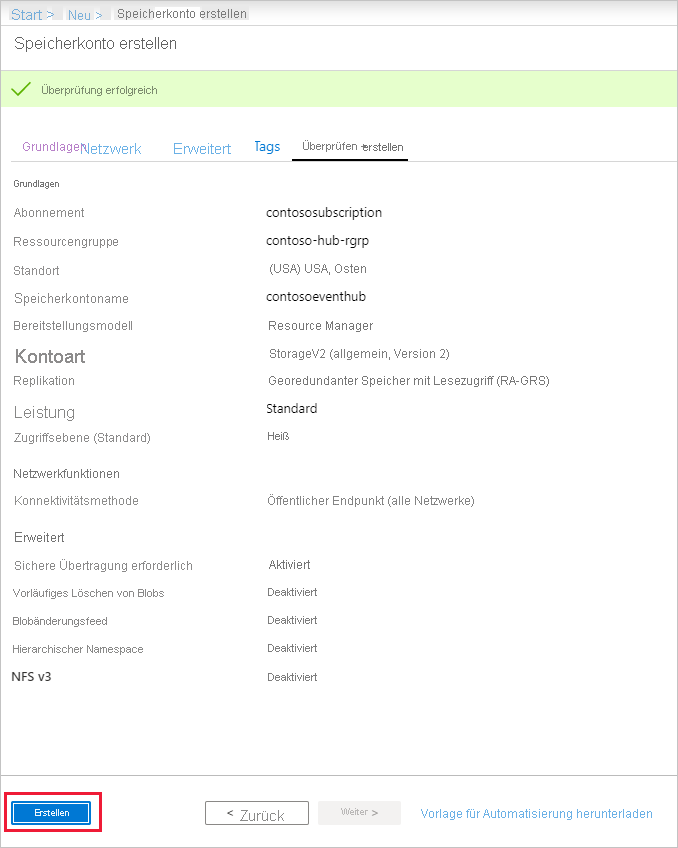 Start > Neu > Speicherkonto erstellen
Speicherkonto erstellen
Überprüfung erfolgreich
Grundlagen Netzwerk Erweitert Tags Überprüfen + erstellen
Grundlagen
Abonnement contososubscription
Ressourcengruppe contoso-hub-rgrp
Standort (USA) USA, Osten
Speicherkontoname contosoeventhub
Bereitstellungsmodell Resource Manager
Kontoart StorageV2 (allgemein, Version 2)
Replikation Georedundanter Speicher mit Lesezugriff (RA-GRS)
Leistung Standard
Zugriffsebene (Standard) Heiß
Netzwerkfunktionen
Konnektivitätsmethode Öffentlicher Endpunkt (alle Netzwerke)
Erweitert
Sichere Übertragung erforderlich Aktiviert
Vorläufiges Löschen von Blobs Deaktiviert
Blobänderungsfeed Deaktiviert
Hierarchischer Namespace Deaktiviert
NFS v3 Deaktiviert
Erstellen < Zurück Weiter > Vorlage für Automatisierung herunterladen